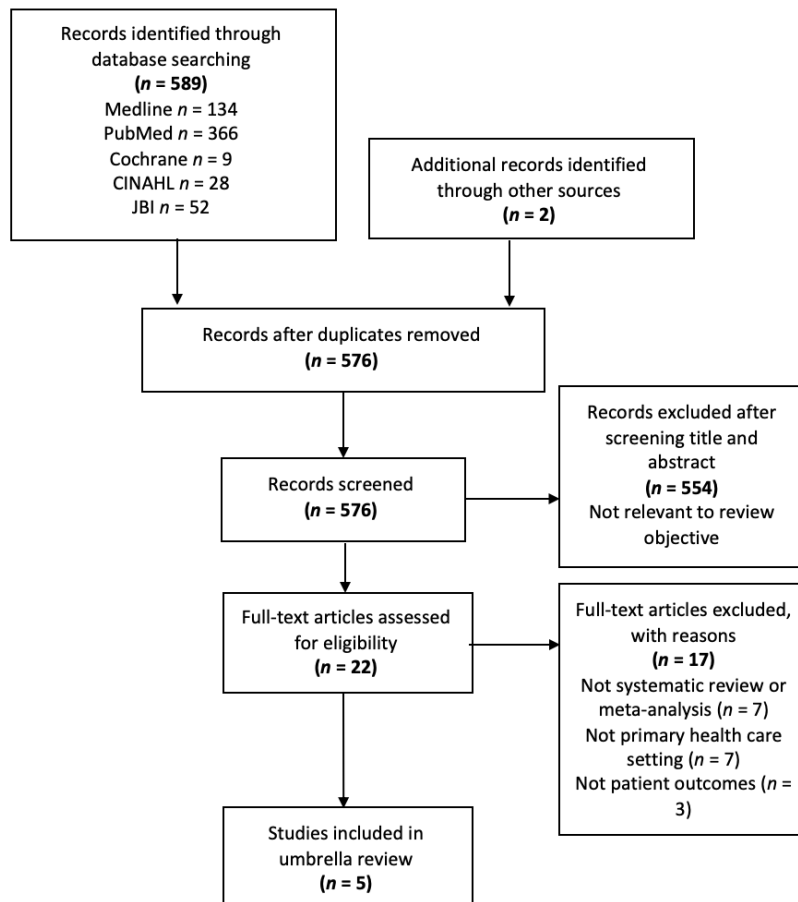 Records identified through
database searching
(n = 589)
Medline n = 134
PubMed n = 366
Cochrane n = 9
CINAHL n = 28
JBI n = 52
Additional records identified
through other sources
(n = 2)
Records after duplicates removed
(n = 576)
Records screened
(n = 576)
Records excluded after
screening title and
abstract
(n = 554)
Not relevant to review
objective
Full-text articles assessed
for eligibility
(n = 22)
Full-text articles excluded,
with reasons
(n = 17)
Not systematic review or
meta-analysis (n = 7)
Not primary health care
setting (n = 7)
Not patient outcomes (n =
3)
Studies included in
umbrella review
(n = 5)